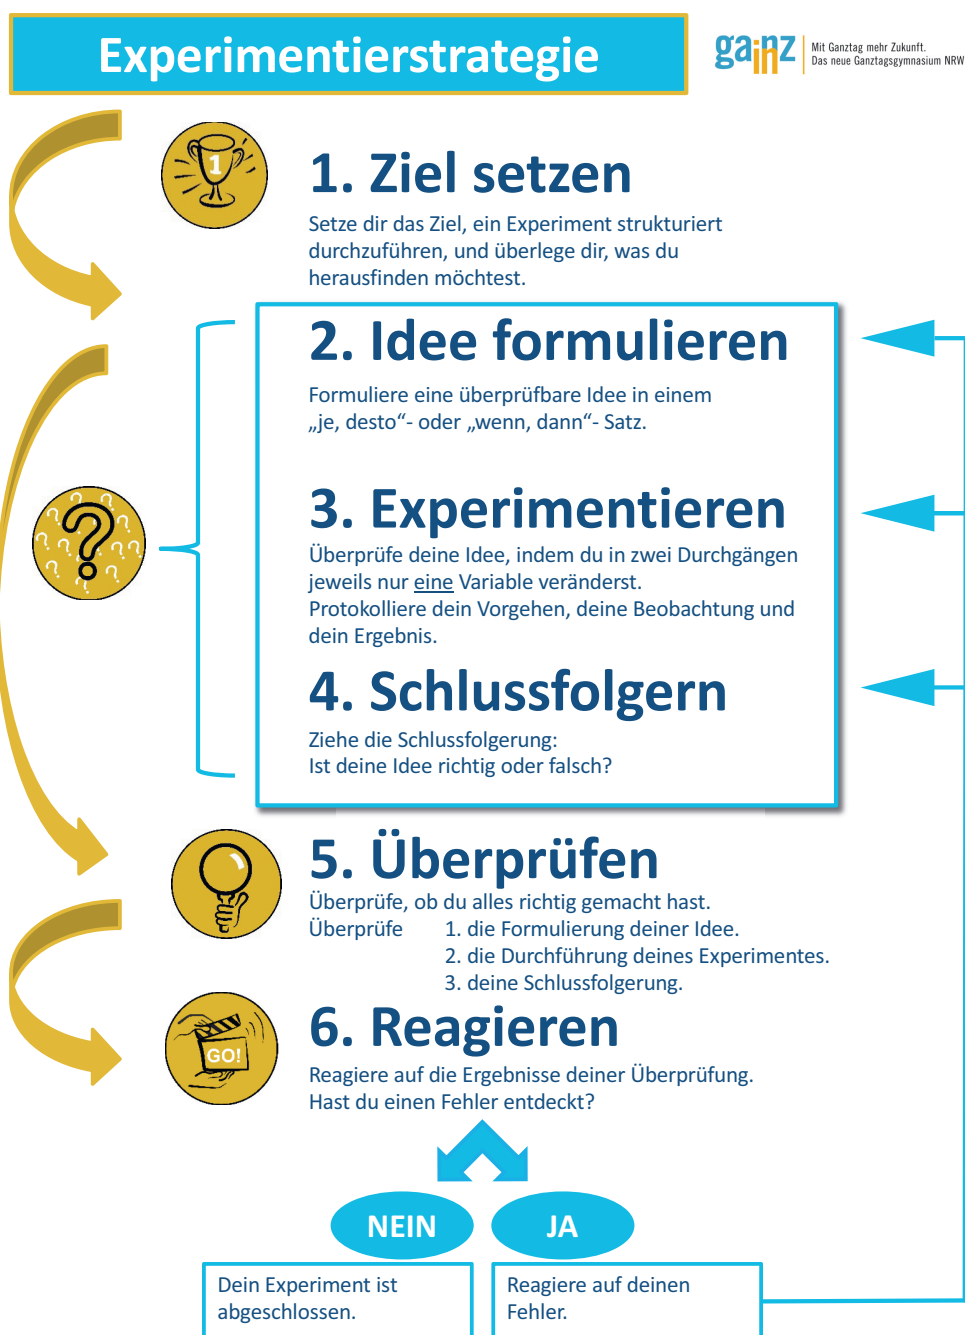 Experimentierstrategie
gainz
Mit Ganztag mehr Zukunft.
Das neue Ganztagsgymnasium NRW
1
1. Ziel setzen
Setze dir das Ziel, ein Experiment strukturiert
durchzuführen, und überlege dir, was du
herausfinden möchtest.
2. Idee formulieren
Formuliere eine überprüfbare Idee in einem
„je, desto“- oder „wenn, dann“- Satz.
?
3. Experimentieren
Überprüfe deine Idee, indem du in zwei Durchgängen
jeweils nur eine Variable veränderst.
Protokolliere dein Vorgehen, deine Beobachtung und
dein Ergebnis.
4. Schlussfolgern
Ziehe die Schlussfolgerung:
Ist deine Idee richtig oder falsch?
5. Überprüfen
Überprüfe, ob du alles richtig gemacht hast.
Überprüfe 1. die Formulierung deiner Idee.
2. die Durchführung deines Experimentes.
3. deine Schlussfolgerung.
GO!
6. Reagieren
Reagiere auf die Ergebnisse deiner Überprüfung.
Hast du einen Fehler entdeckt?
NEIN
JA
Dein Experiment ist
abgeschlossen.
Reagiere auf deinen
Fehler.